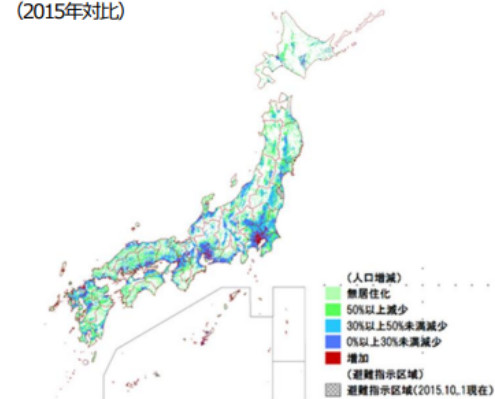 （2015年対比）
（人口増減）
無居住化
50%以上減少
30%以上50%未満減少
0%以上30%未満減少
増加
（避難指示区域）
避難指示区域(2015.10.1現在)